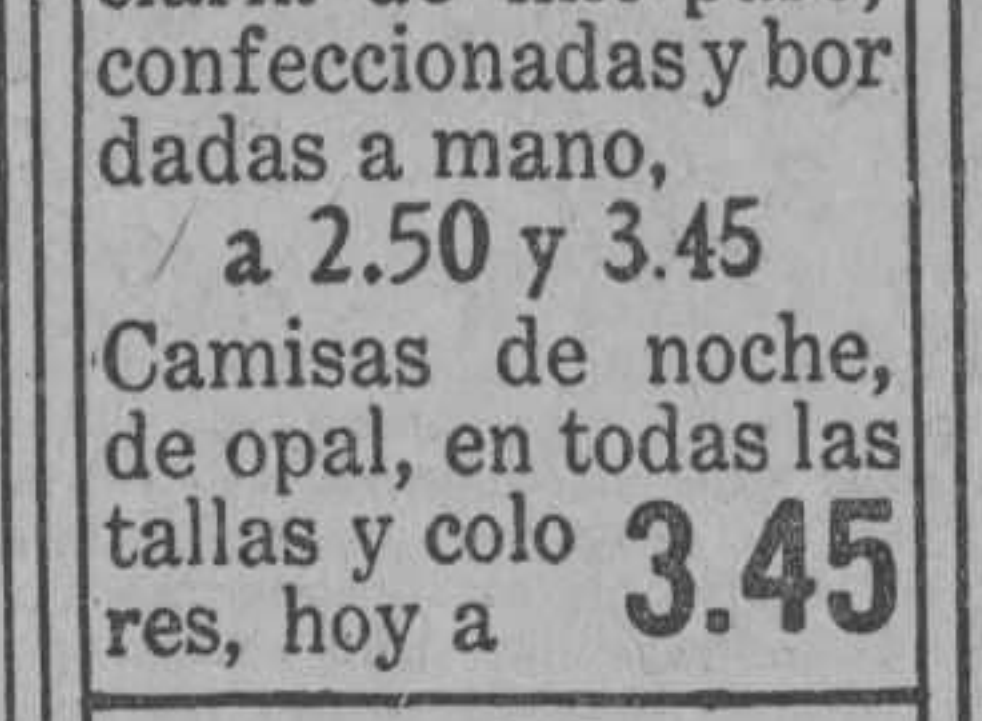 confeccionadas y bor
dadas a mano,
a 2.50 y 3.45
Camisas de noche,
de opal, en todas las
tallas y colo
res, hoy a 3.45